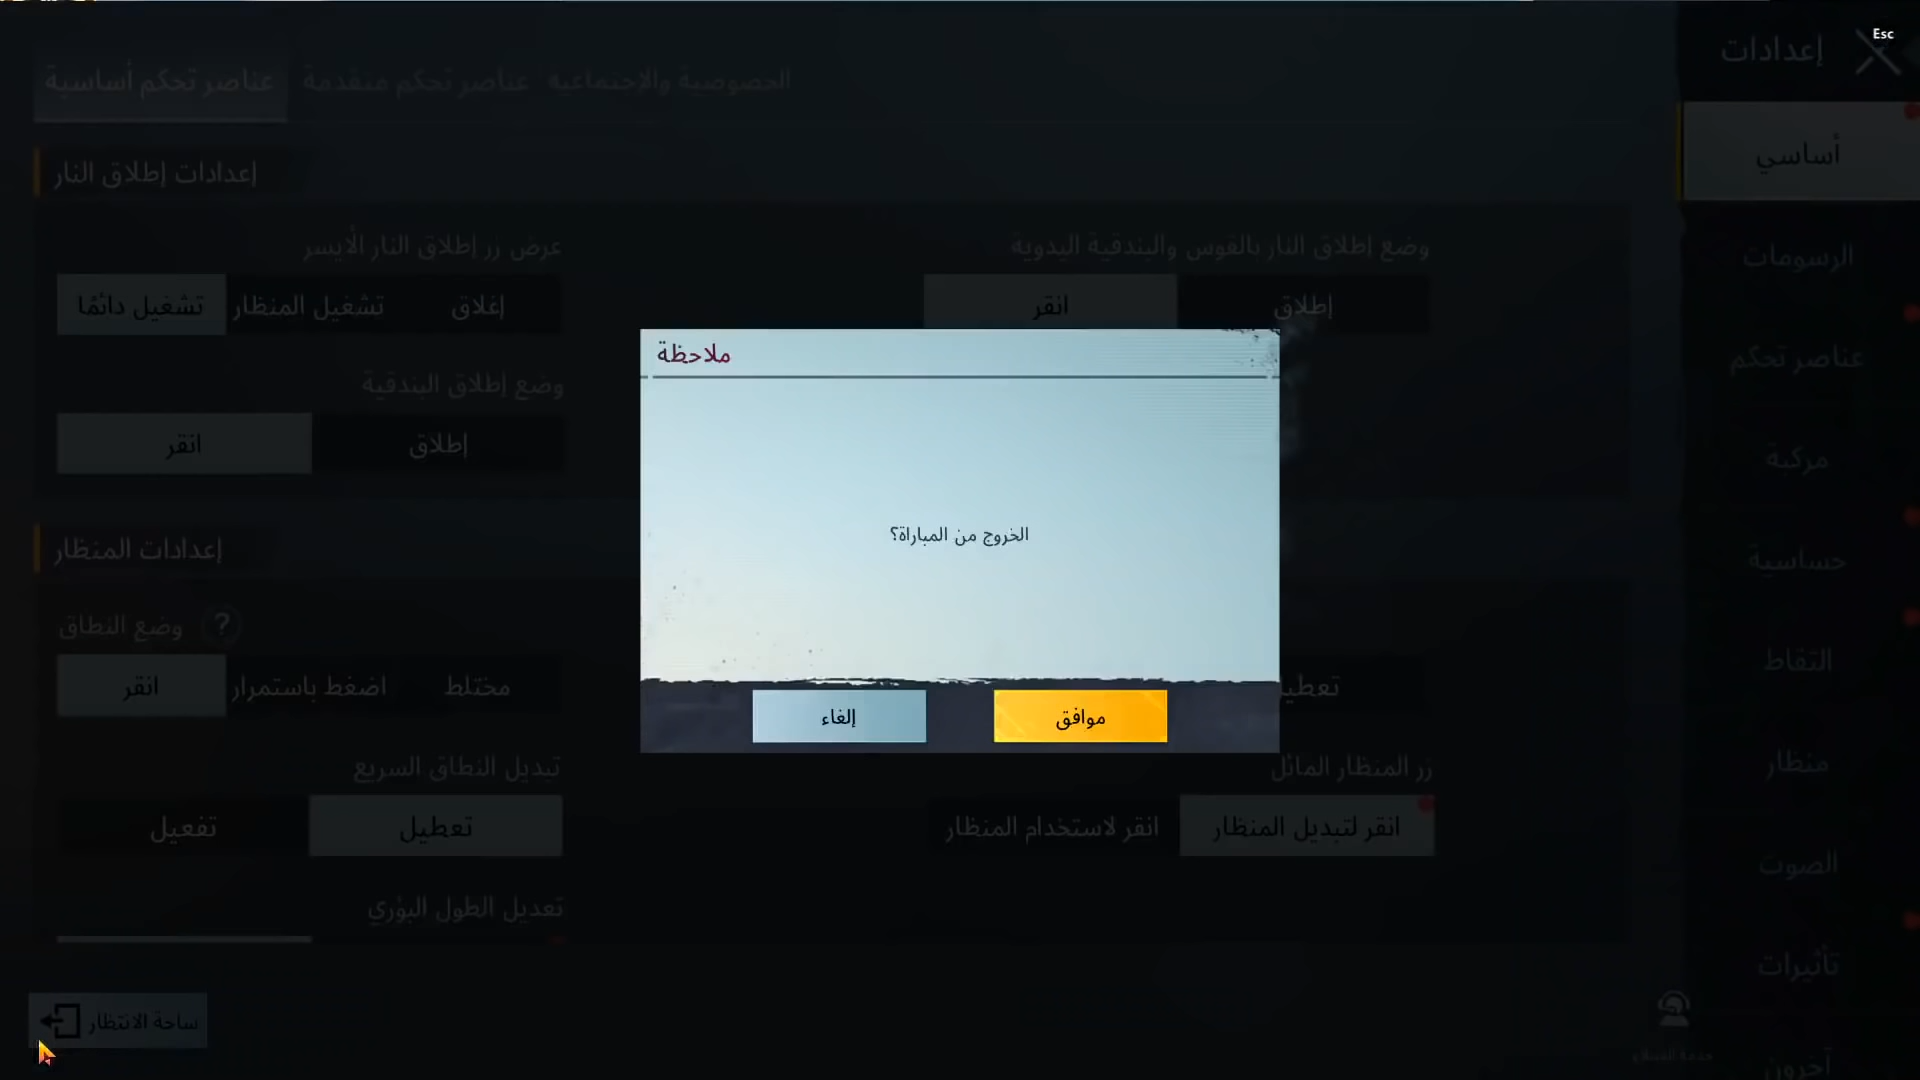 Esc
إعدادات
عناصر تحكم أساسية
عناصر تحكم متقدمة
الخصوصية والاجتماعية
أساسي
الرسومات
عناصر تحكم
مركبة
حساسية
التقاط
منظار
الصوت
تأثيرات
آخرون
إعدادات إطلاق النار
وضع إطلاق النار بالقوس والبندقية اليدوية
إطلاق
انقر
عرض زر إطلاق النار الأيسر
إغلاق
تشغيل المنظار
تشغيل دائمًا
وضع إطلاق البندقية
إطلاق
انقر
ملاحظة
الخروج من المباراة؟
موافق
إلغاء
إعدادات المنظار
وضع النطاق ?
مختلط
اضغط باستمرار
انقر
زر المنظار المائل
انقر لتبديل المنظار
انقر لاستخدام المنظار
تبديل النطاق السريع
تعطيل
تفعيل
تعديل الطول البؤري
ساحة الانتظار